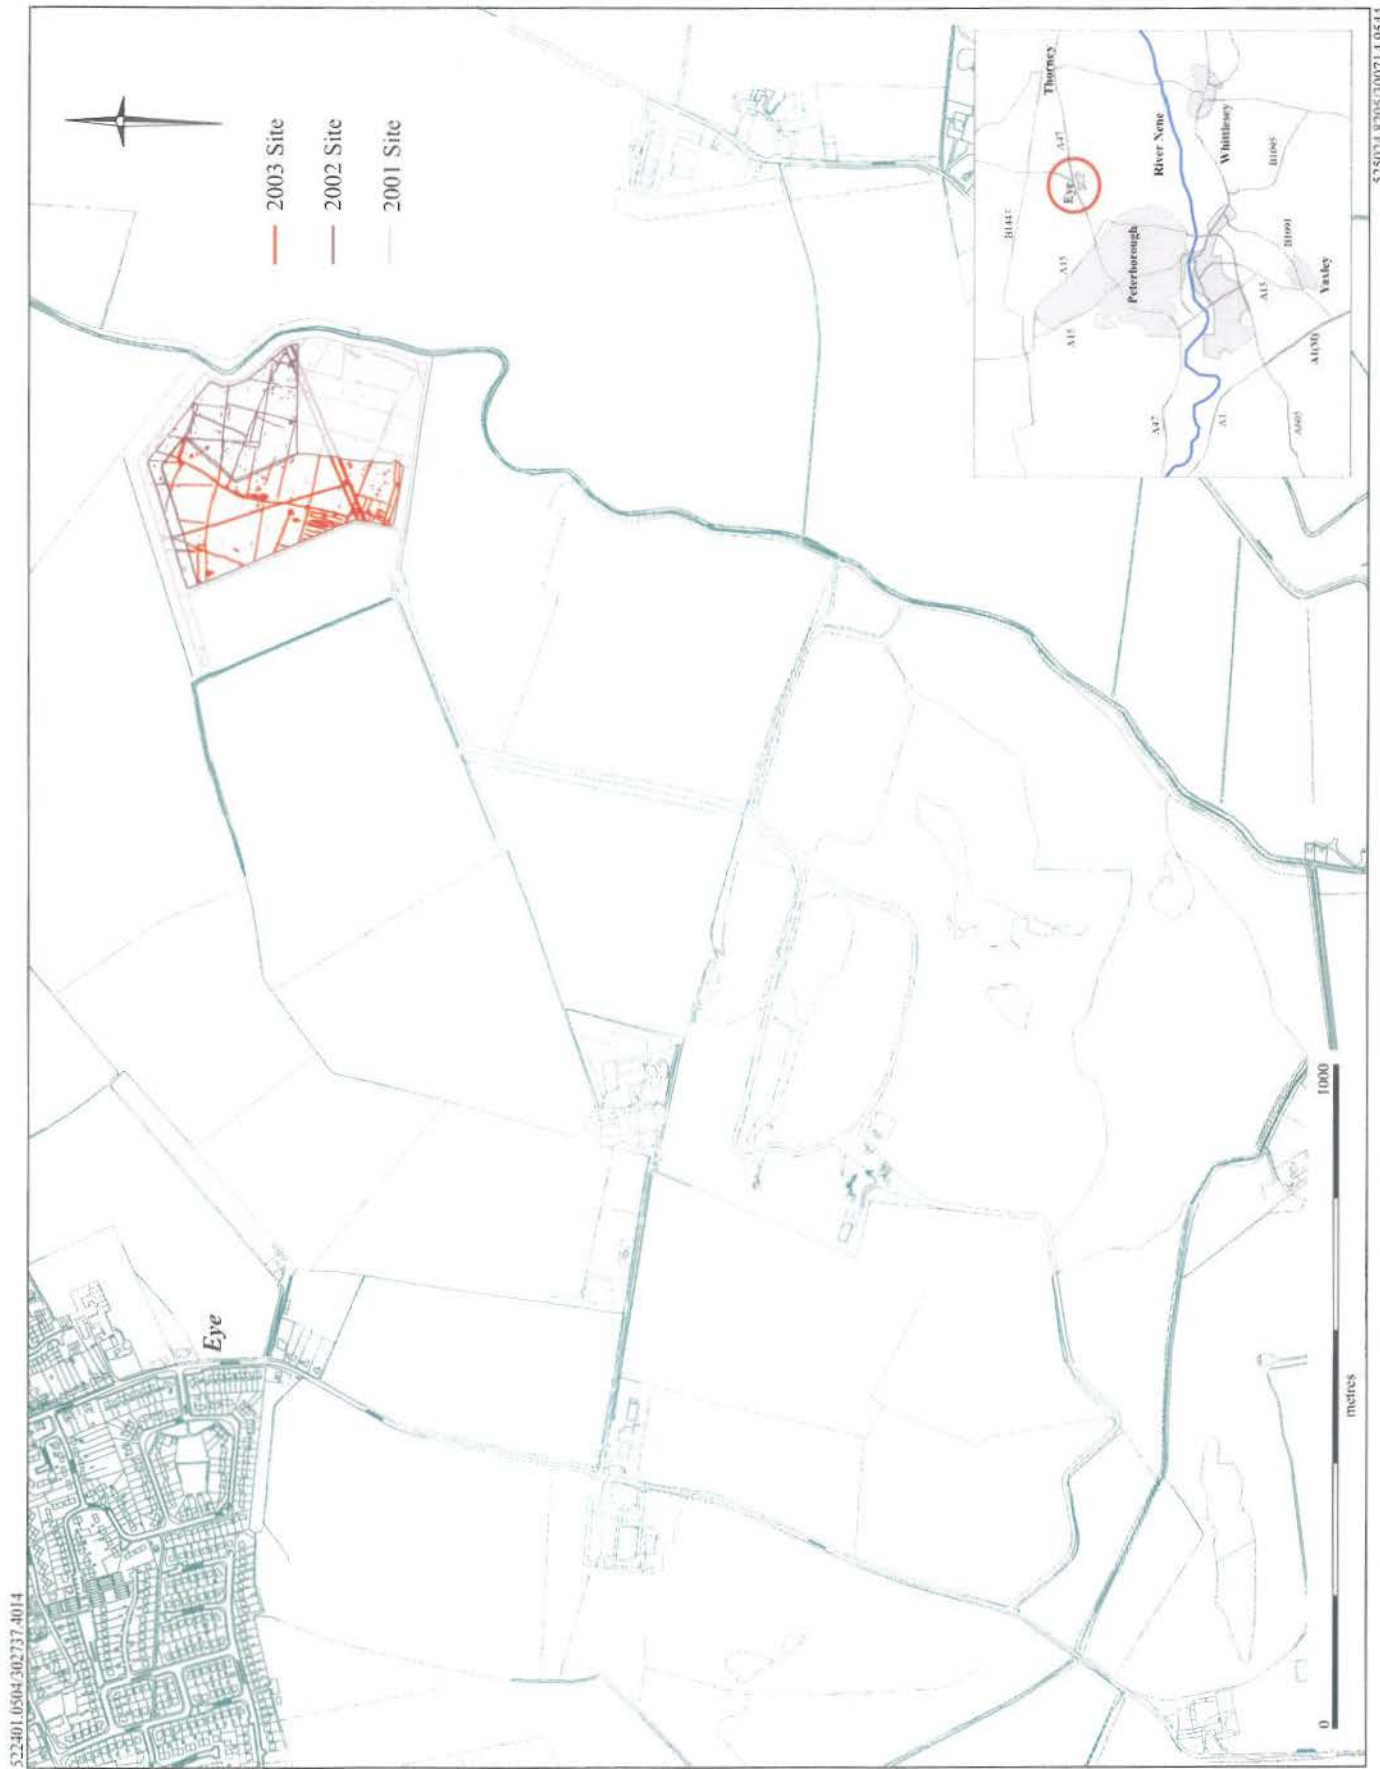 522401.0504/302737.4014
Eye
2003 Site
2002 Site
2001 Site
Thorney
A47
Eye
B1443
A15
A15
Peterborough
River Nene
Whittlesey
B1095
B1091
Yaxley
A15
A1(M)
A47
A1
A605
0
1000
metres